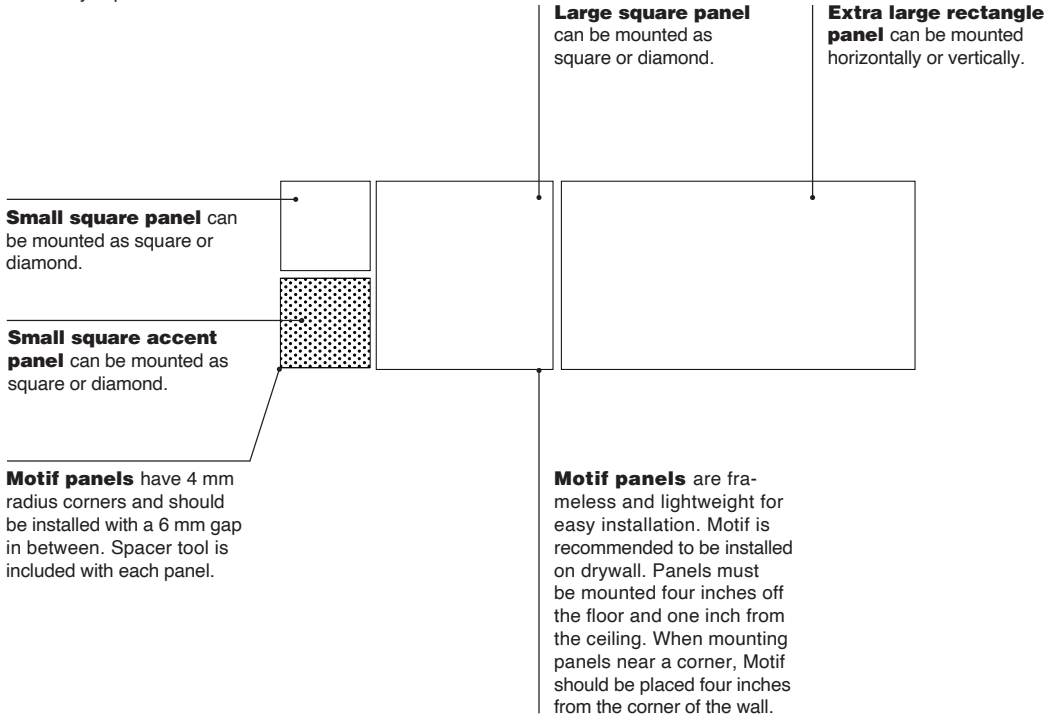 Large square panel
can be mounted as
square or diamond.
Extra large rectangle
panel can be mounted
horizontally or vertically.
Small square panel can
be mounted as square or
diamond.
Small square accent
panel can be mounted as
square or diamond.
Motif panels have 4 mm
radius corners and should
be installed with a 6 mm gap
in between. Spacer tool is
included with each panel.
Motif panels are fra-
meless and lightweight for
easy installation. Motif is
recommended to be installed
on drywall. Panels must
be mounted four inches off
the floor and one inch from
the ceiling. When mounting
panels near a corner, Motif
should be placed four inches
from the corner of the wall.